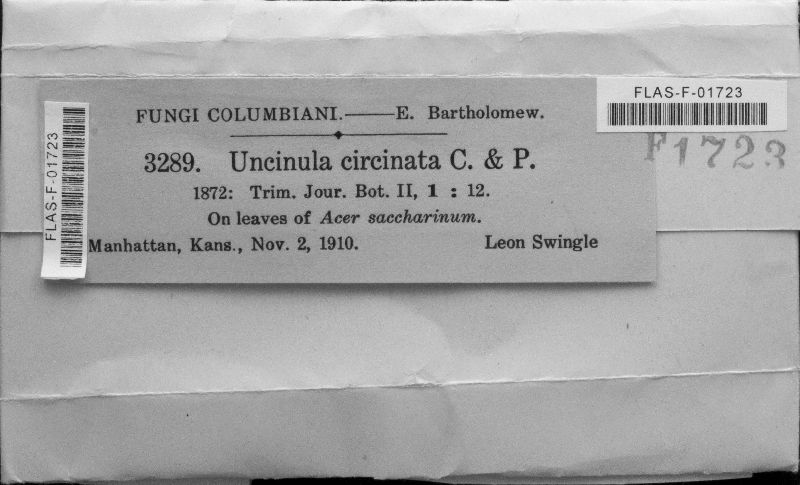 FUNGI COLUMBIANI.——E. Bartholomew.
3289. Uncinula circinata C. & P.
1872: Trim. Jour. Bot. II, 1 : 12.
On leaves of Acer saccharinum.
Manhattan, Kans., Nov. 2, 1910. Leon Swingle
FLAS-F-01723
F1723
FLAS-F-01723